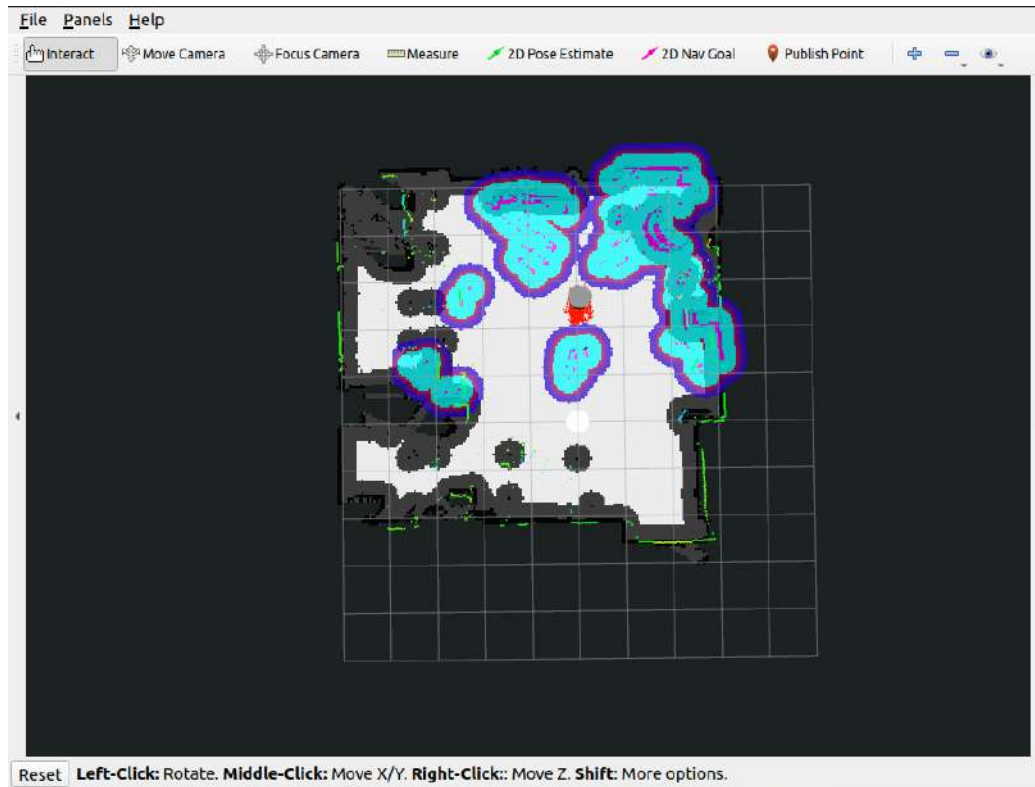 File Panels Help
Interact Move Camera Focus Camera Measure 2D Pose Estimate 2D Nav Goal Publish Point
Reset Left-Click: Rotate. Middle-Click: Move X/Y. Right-Click:: Move Z. Shift: More options.